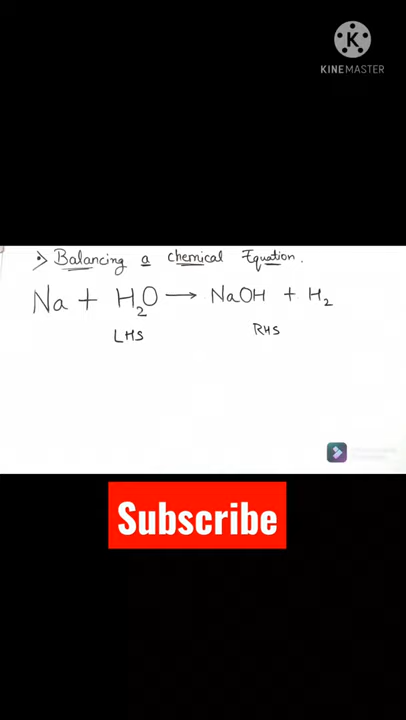 KINEMASTER
Balancing a chemical Equation.
Na + H₂O → NaOH + H₂
LHS RHS
Subscribe